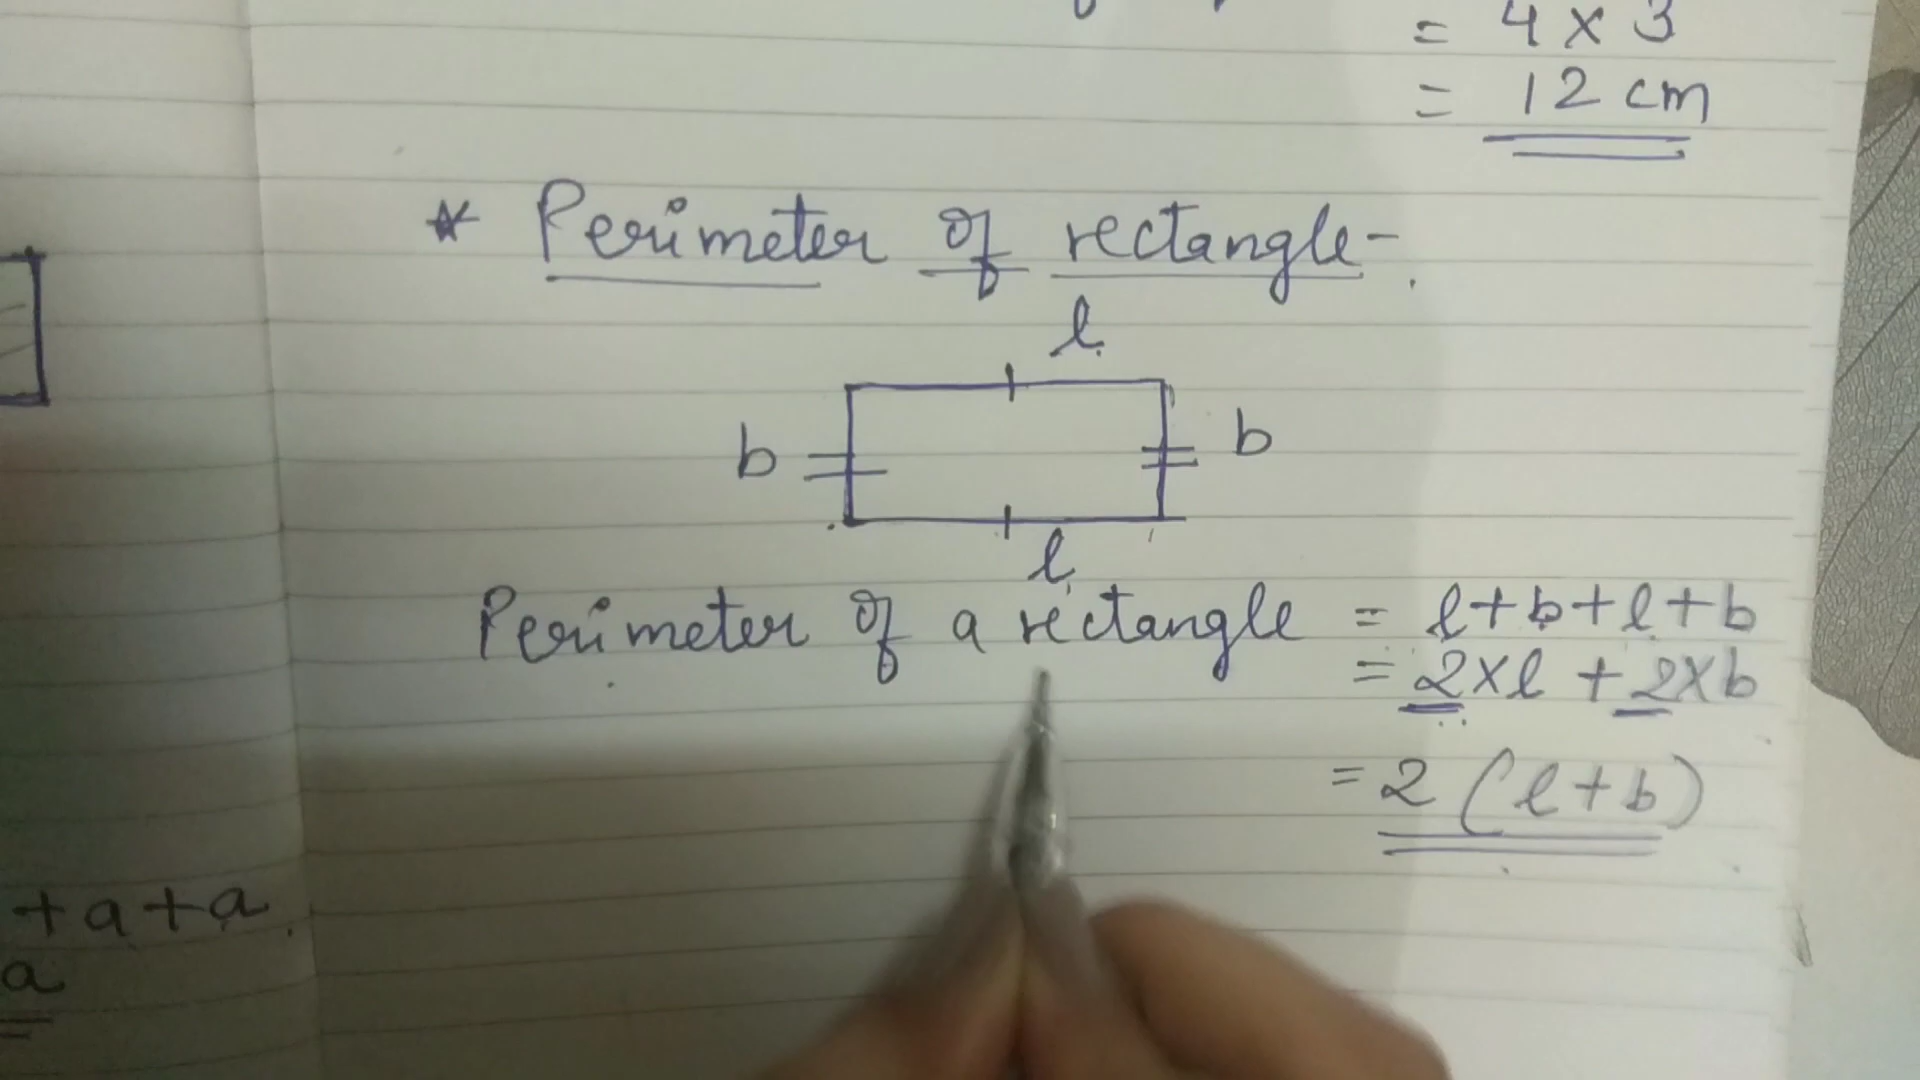 = 4 x 3
= 12 cm
* Perimeter of rectangle-
l
b
b
l
Perimeter of a rectangle = l+b+l+b
= 2xl + 2xb
= 2 (l+b)
+a+a
a